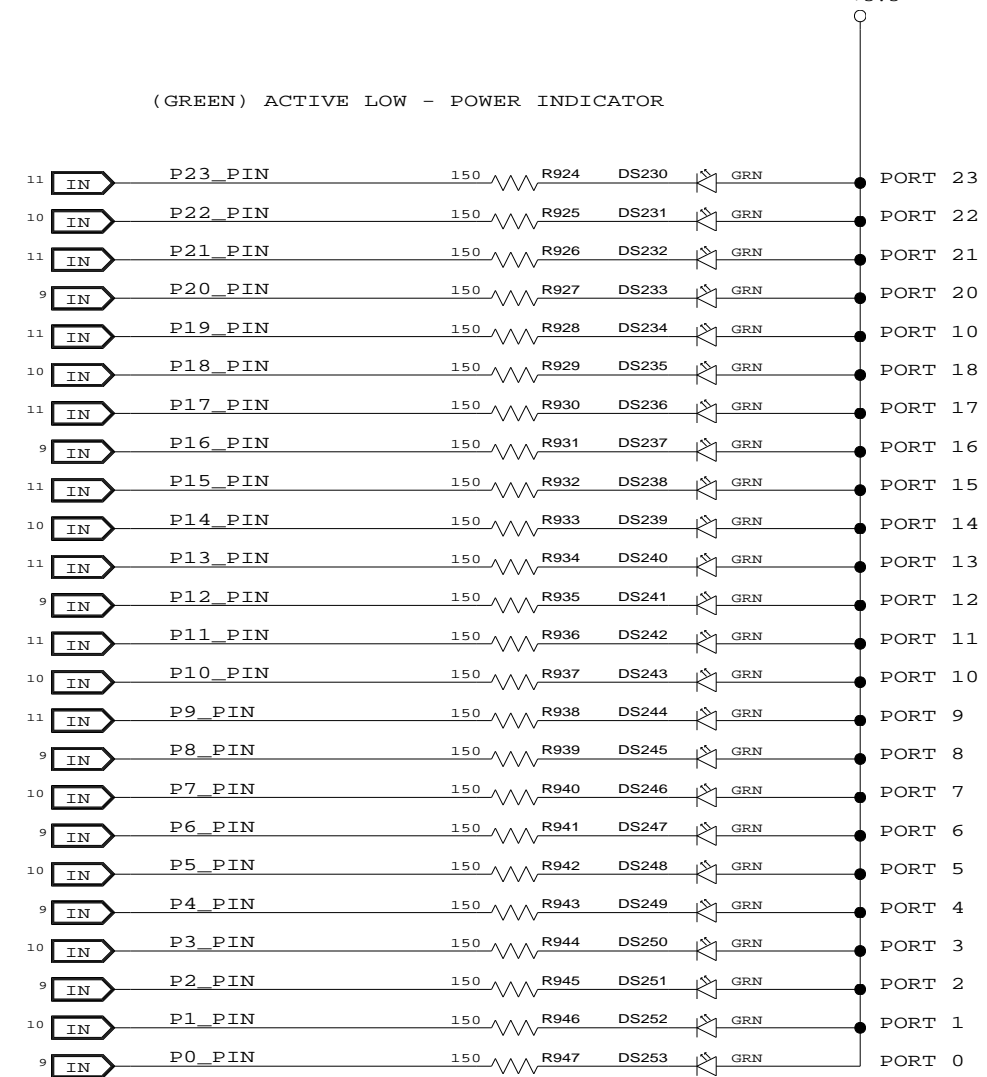 (GREEN) ACTIVE LOW - POWER INDICATOR
11 IN P23_PIN 150 R924 DS230 GRN PORT 23
10 IN P22_PIN 150 R925 DS231 GRN PORT 22
11 IN P21_PIN 150 R926 DS232 GRN PORT 21
9 IN P20_PIN 150 R927 DS233 GRN PORT 20
11 IN P19_PIN 150 R928 DS234 GRN PORT 10
10 IN P18_PIN 150 R929 DS235 GRN PORT 18
11 IN P17_PIN 150 R930 DS236 GRN PORT 17
9 IN P16_PIN 150 R931 DS237 GRN PORT 16
11 IN P15_PIN 150 R932 DS238 GRN PORT 15
10 IN P14_PIN 150 R933 DS239 GRN PORT 14
11 IN P13_PIN 150 R934 DS240 GRN PORT 13
9 IN P12_PIN 150 R935 DS241 GRN PORT 12
11 IN P11_PIN 150 R936 DS242 GRN PORT 11
10 IN P10_PIN 150 R937 DS243 GRN PORT 10
11 IN P9_PIN 150 R938 DS244 GRN PORT 9
9 IN P8_PIN 150 R939 DS245 GRN PORT 8
10 IN P7_PIN 150 R940 DS246 GRN PORT 7
9 IN P6_PIN 150 R941 DS247 GRN PORT 6
10 IN P5_PIN 150 R942 DS248 GRN PORT 5
9 IN P4_PIN 150 R943 DS249 GRN PORT 4
10 IN P3_PIN 150 R944 DS250 GRN PORT 3
9 IN P2_PIN 150 R945 DS251 GRN PORT 2
10 IN P1_PIN 150 R946 DS252 GRN PORT 1
9 IN P0_PIN 150 R947 DS253 GRN PORT 0